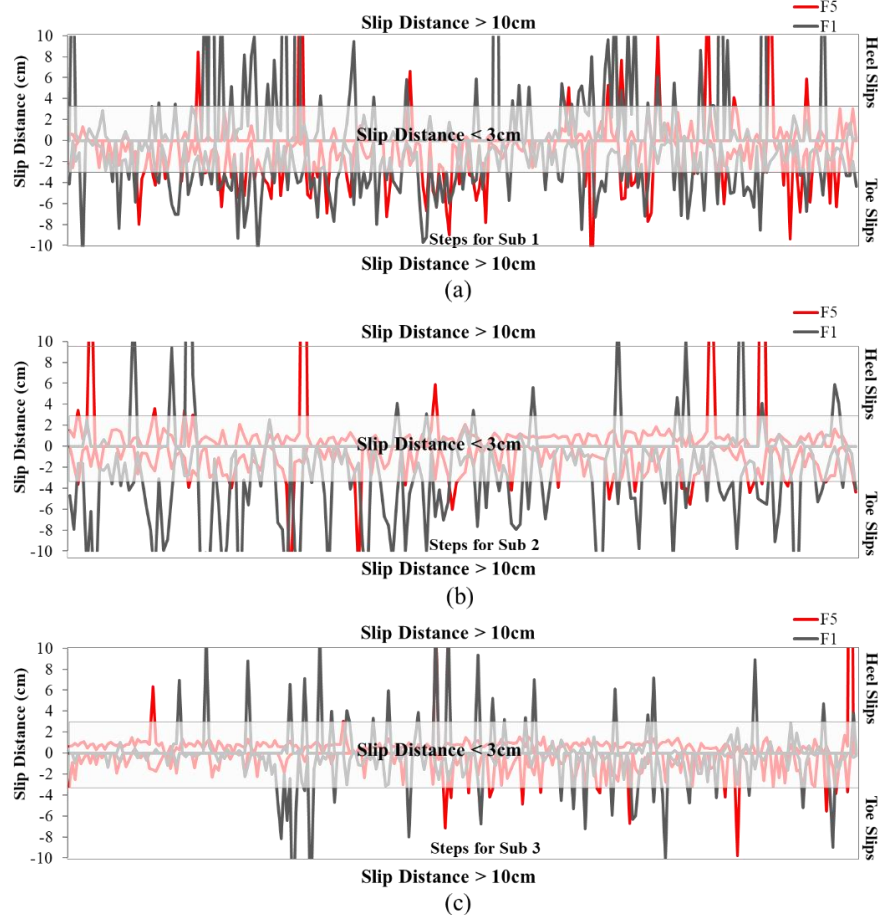 Slip Distance > 10cm
F5
F1
Slip Distance (cm)
10
8
6
4
2
0
-2
-4
-6
-8
-10
Slip Distance < 3cm
Heel Slips
Toe Slips
Steps for Sub 1
Slip Distance > 10cm
(a)
Slip Distance > 10cm
F5
F1
Slip Distance (cm)
10
8
6
4
2
0
-2
-4
-6
-8
-10
Slip Distance < 3cm
Heel Slips
Toe Slips
Steps for Sub 2
Slip Distance > 10cm
(b)
Slip Distance > 10cm
F5
F1
Slip Distance (cm)
10
8
6
4
2
0
-2
-4
-6
-8
-10
Slip Distance < 3cm
Heel Slips
Toe Slips
Steps for Sub 3
Slip Distance > 10cm
(c)